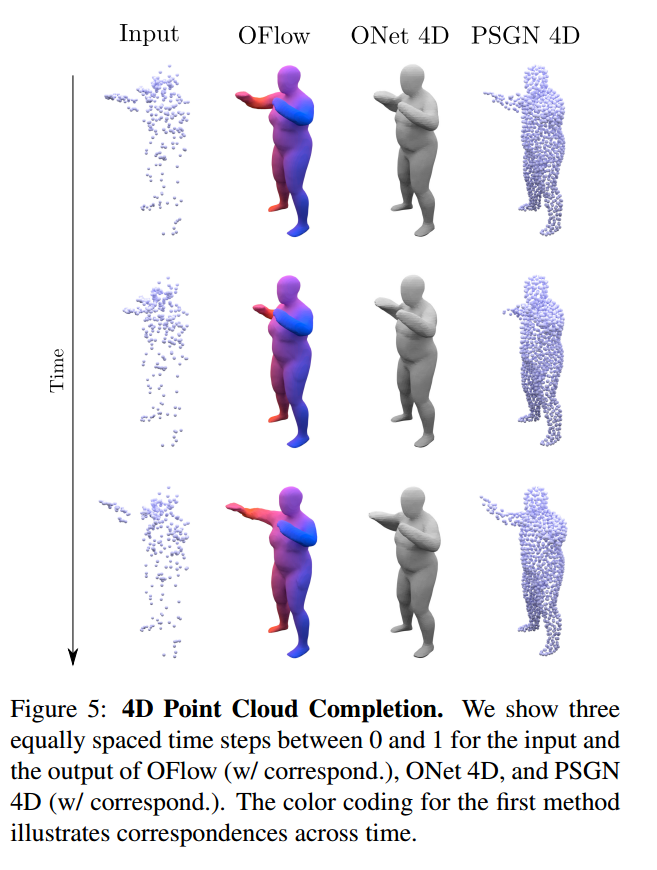 Input OFlow ONet 4D PSGN 4D
Time
Figure 5: 4D Point Cloud Completion. We show three
equally spaced time steps between 0 and 1 for the input and
the output of OFlow (w/ correspond.), ONet 4D, and PSGN
4D (w/ correspond.). The color coding for the first method
illustrates correspondences across time.